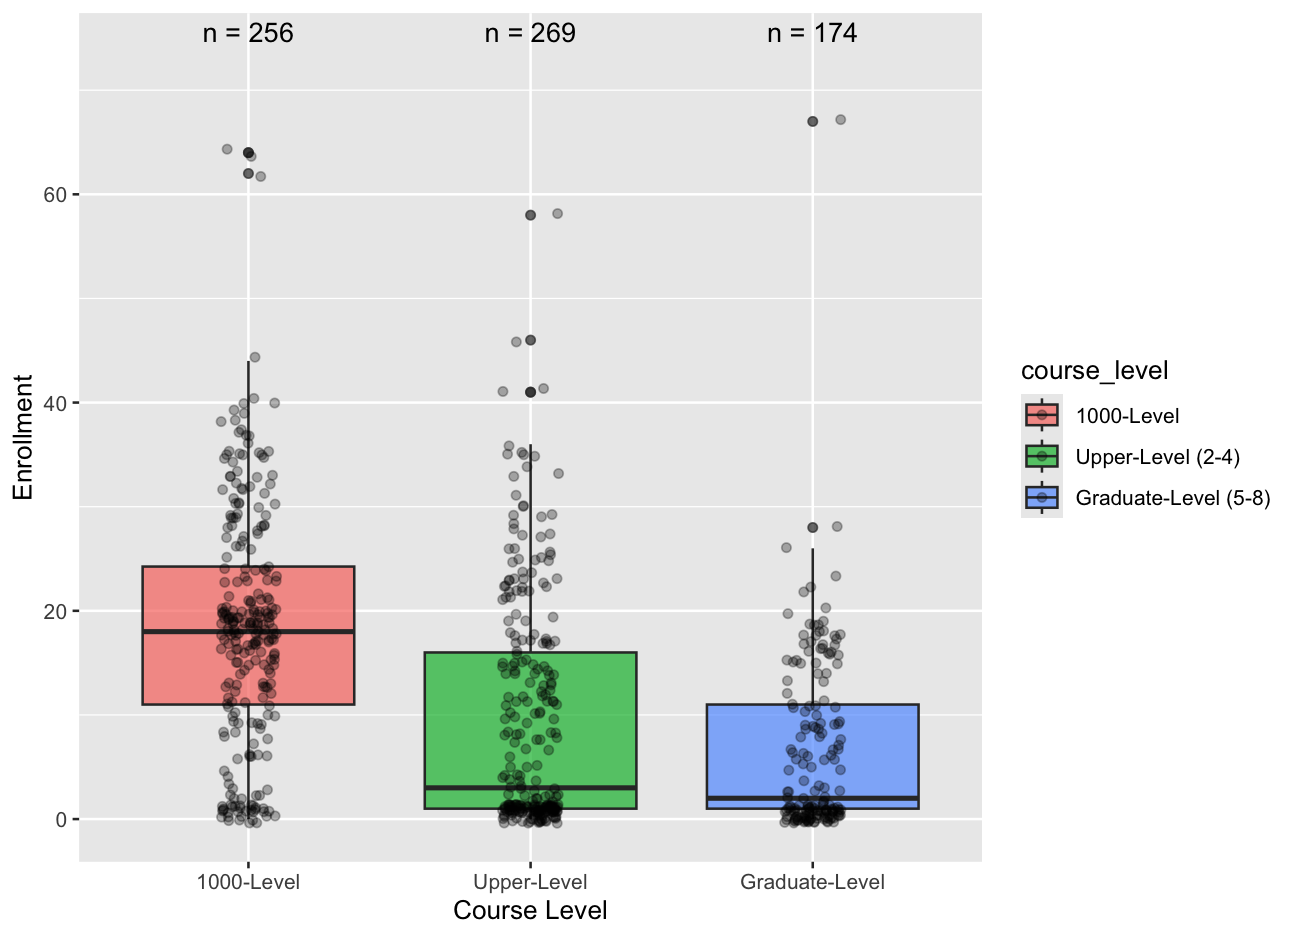 n = 256 n = 269 n = 174
60
40
20
0
Enrollment
1000-Level Upper-Level Graduate-Level
Course Level
course_level
1000-Level
Upper-Level (2-4)
Graduate-Level (5-8)